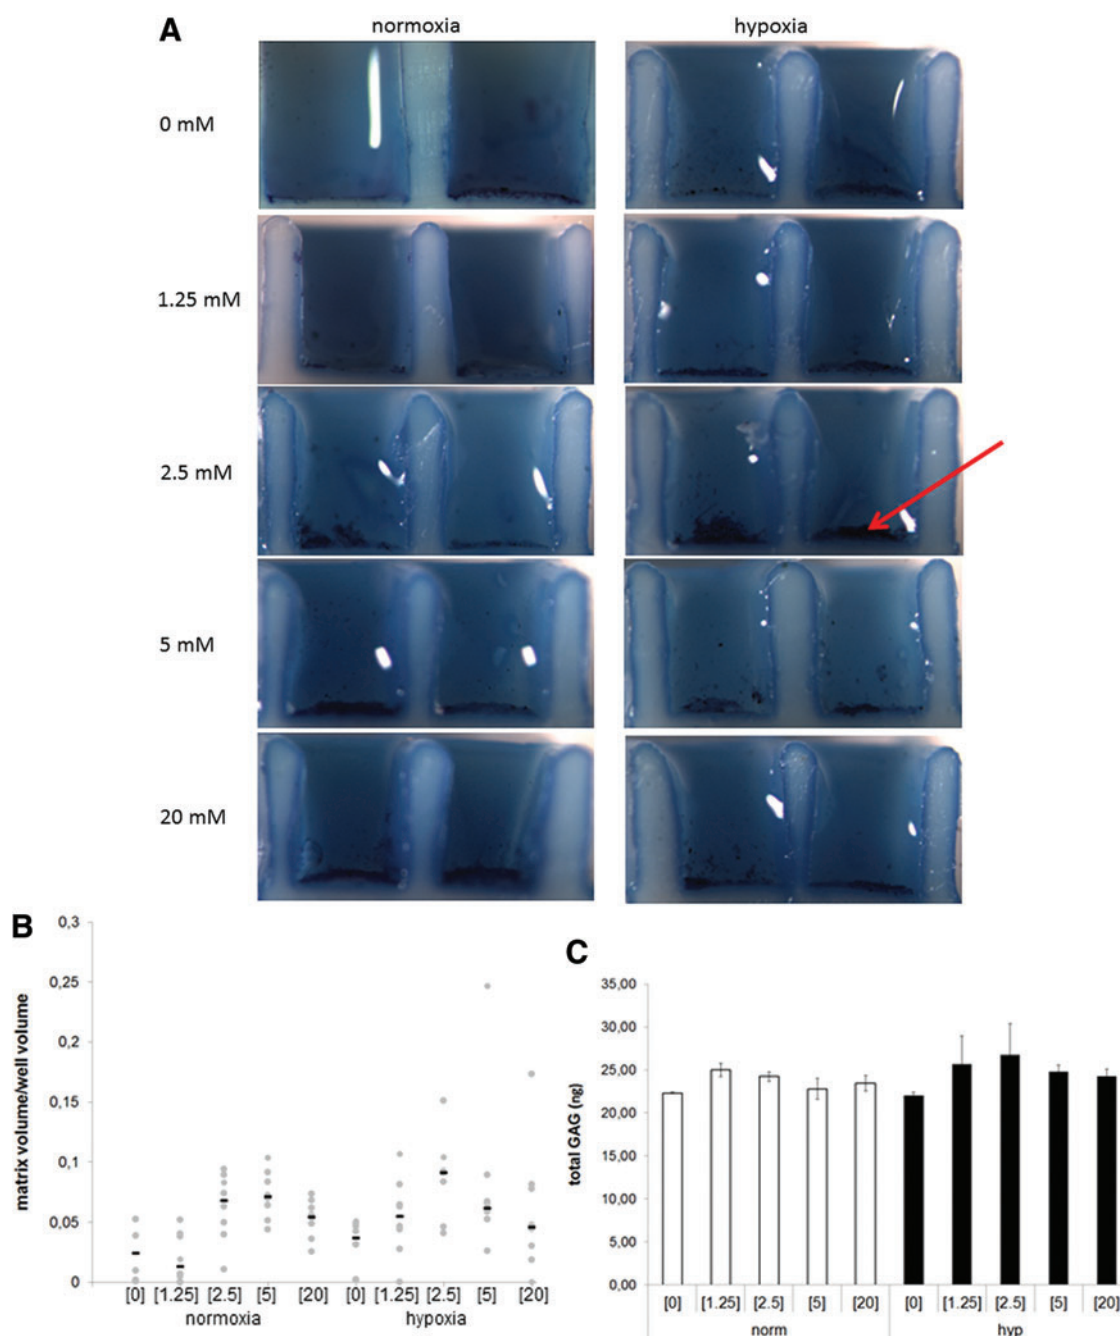 A
normoxia hypoxia
0 mM
1.25 mM
2.5 mM
5 mM
20 mM
B
0,3
0,25
0,2
0,15
0,1
0,05
0
matrix volume/well volume
[0] [1.25] [2.5] [5] [20] [0] [1.25] [2.5] [5] [20]
normoxia hypoxia
C
35,00
30,00
25,00
20,00
15,00
10,00
5,00
0,00
total GAG (ng)
[0] [1.25] [2.5] [5] [20] [0] [1.25] [2.5] [5] [20]
norm hyp